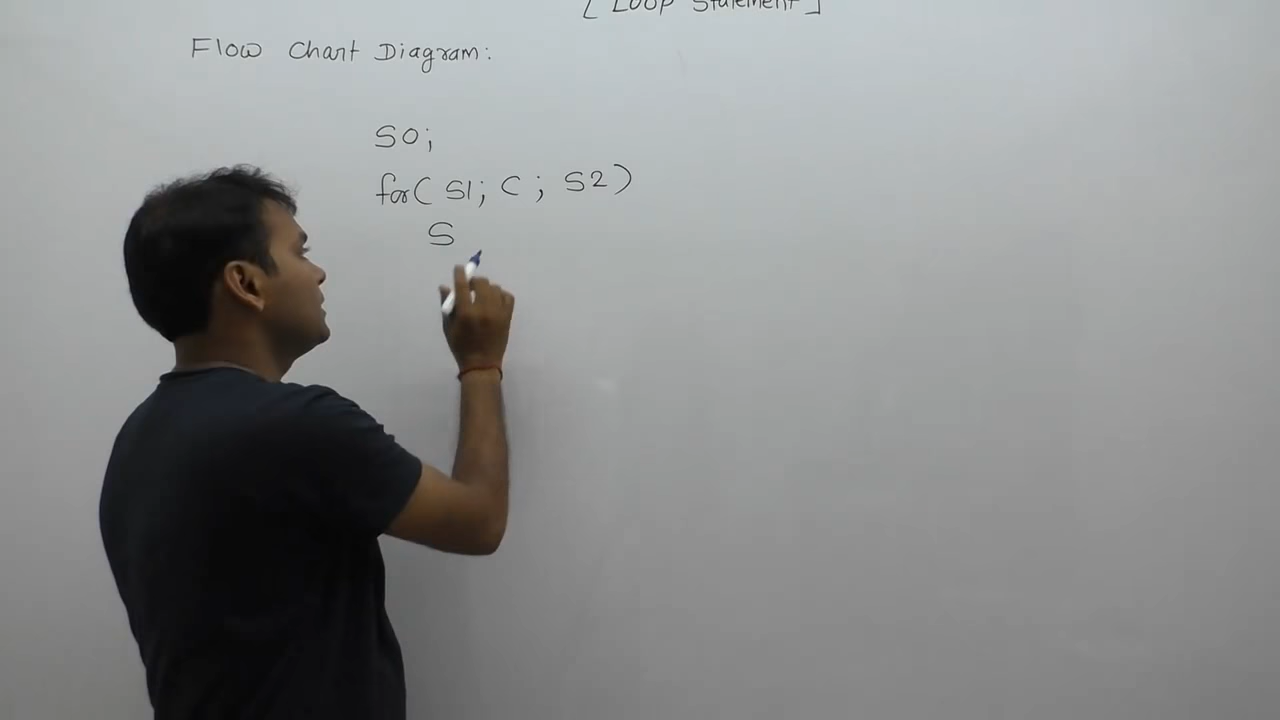 [ Loop Statement ]
Flow Chart Diagram:
S0;
for( S1; C ; S2)
S